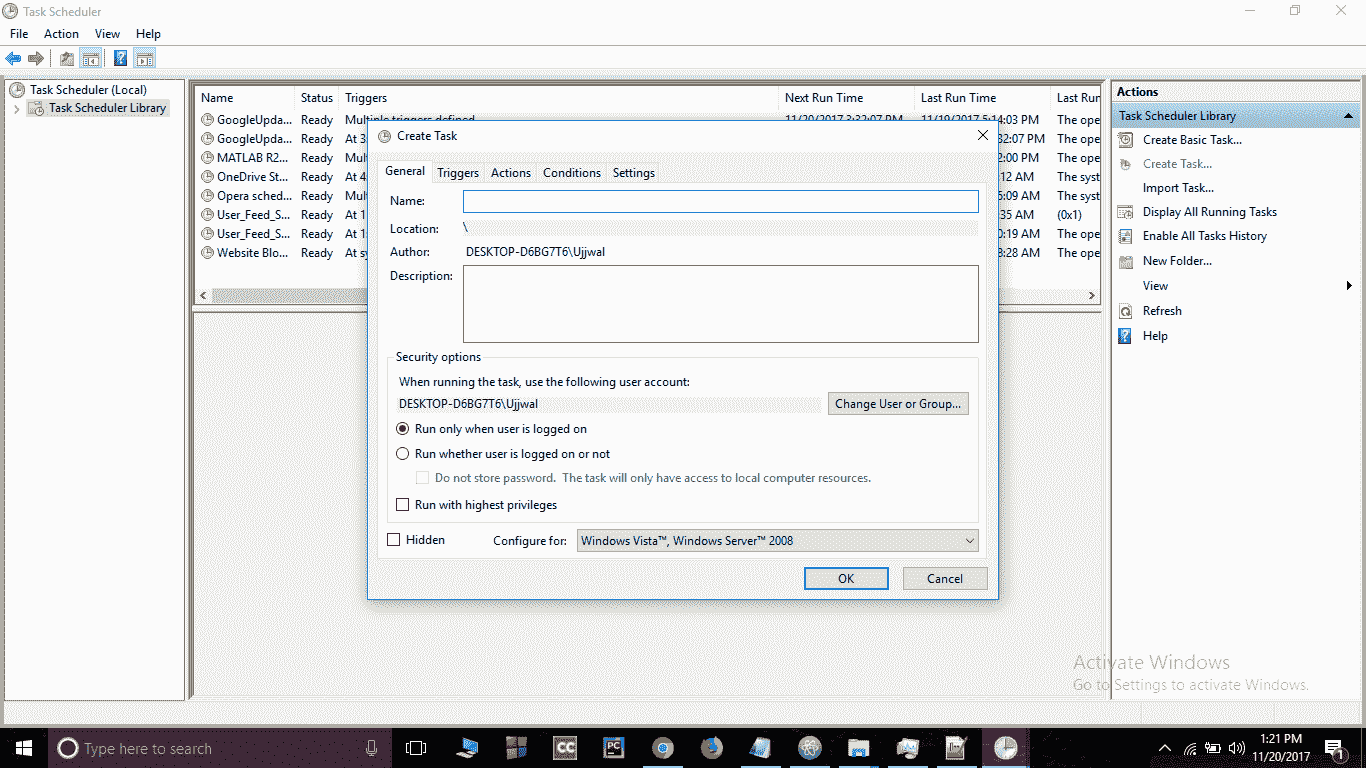 Task Scheduler
File Action View Help
Task Scheduler (Local)
Task Scheduler Library
Name Status Triggers Next Run Time Last Run Time Last Run
GoogleUpda... Ready Multiple triggers defined 11/20/2017 3:32:07 PM 11/19/2017 5:14:03 PM The ope
GoogleUpda... Ready At 3 32:07 PM The ope
MATLAB R2... Ready Mul 2:00 PM The ope
OneDrive St... Ready At 4 :12 AM The syst
Opera sched... Ready Mul 5:09 AM The syst
User_Feed_S... Ready At 1 :35 AM (0x1)
User_Feed_S... Ready At 1 0:19 AM The ope
Website Blo... Ready At sy 3:28 AM The ope
Create Task
General Triggers Actions Conditions Settings
Name:
Location: \
Author: DESKTOP-D6BG7T6\Ujjwal
Description:
Security options
When running the task, use the following user account:
DESKTOP-D6BG7T6\Ujjwal Change User or Group...
Run only when user is logged on
Run whether user is logged on or not
Do not store password. The task will only have access to local computer resources.
Run with highest privileges
Hidden Configure for: Windows Vista™, Windows Server™ 2008
OK Cancel
Actions
Task Scheduler Library
Create Basic Task...
Create Task...
Import Task...
Display All Running Tasks
Enable All Tasks History
New Folder...
View
Refresh
Help
Activate Windows
Go to Settings to activate Windows.
Type here to search
CC
PC
1:21 PM
11/20/2017
1